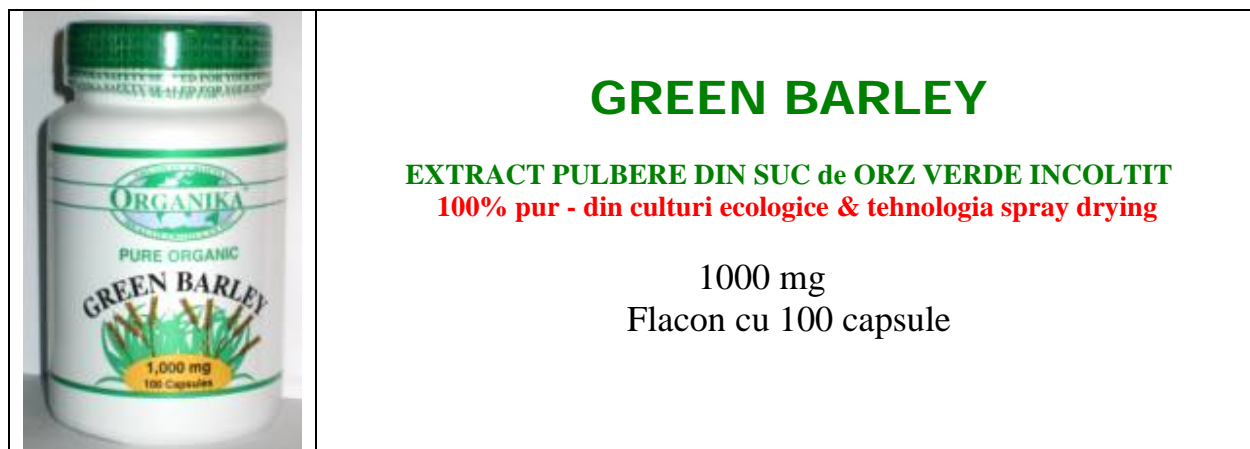 ORGANIKA
PURE ORGANIC
GREEN BARLEY
1,000 mg
100 Capsules
GREEN BARLEY
EXTRACT PULBERE DIN SUC de ORZ VERDE INCOLTIT
100% pur - din culturi ecologice & tehnologia spray drying
1000 mg
Flacon cu 100 capsule